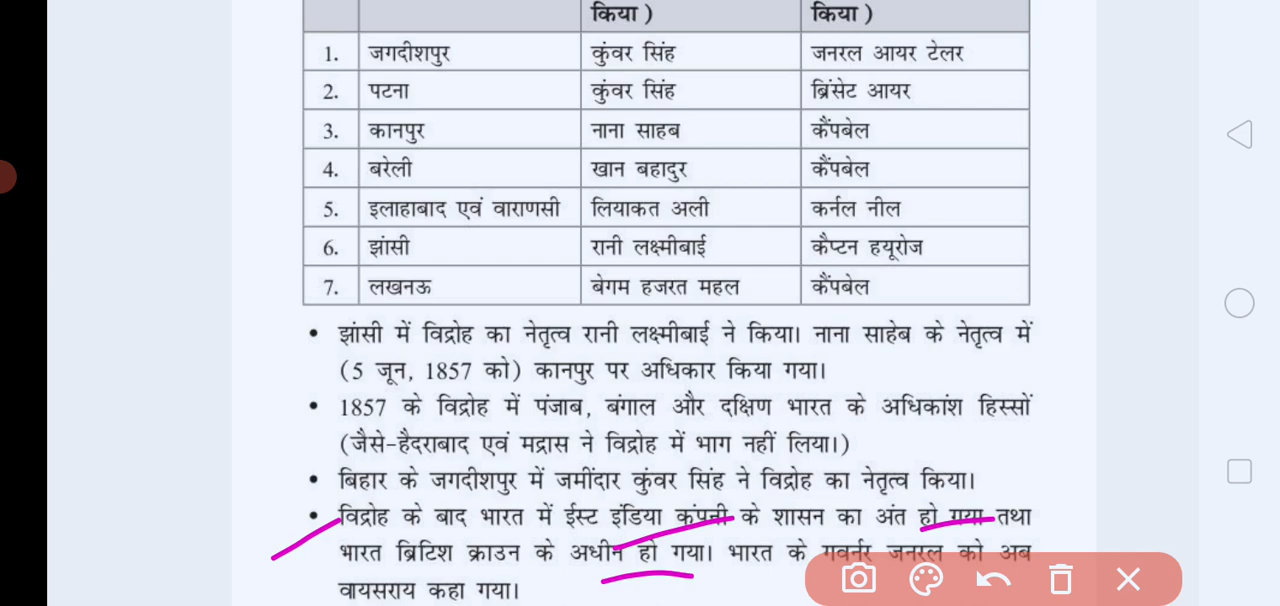 किया ) किया )
1. जगदीशपुर कुंवर सिंह जनरल आयर टेलर
2. पटना कुंवर सिंह ब्रिंसेट आयर
3. कानपुर नाना साहब कैंपबेल
4. बरेली खान बहादुर कैंपबेल
5. इलाहाबाद एवं वाराणसी लियाकत अली कर्नल नील
6. झांसी रानी लक्ष्मीबाई कैप्टन हयूरोज
7. लखनऊ बेगम हजरत महल कैंपबेल
• झांसी में विद्रोह का नेतृत्व रानी लक्ष्मीबाई ने किया। नाना साहेब के नेतृत्व में
(5 जून, 1857 को) कानपुर पर अधिकार किया गया।
• 1857 के विद्रोह में पंजाब, बंगाल और दक्षिण भारत के अधिकांश हिस्सों
(जैसे-हैदराबाद एवं मद्रास ने विद्रोह में भाग नहीं लिया।)
• बिहार के जगदीशपुर में जमींदार कुंवर सिंह ने विद्रोह का नेतृत्व किया।
• विद्रोह के बाद भारत में ईस्ट इंडिया कंपनी के शासन का अंत हो गया तथा
भारत ब्रिटिश क्राउन के अधीन हो गया। भारत के गवर्नर जनरल को अब
वायसराय कहा गया।